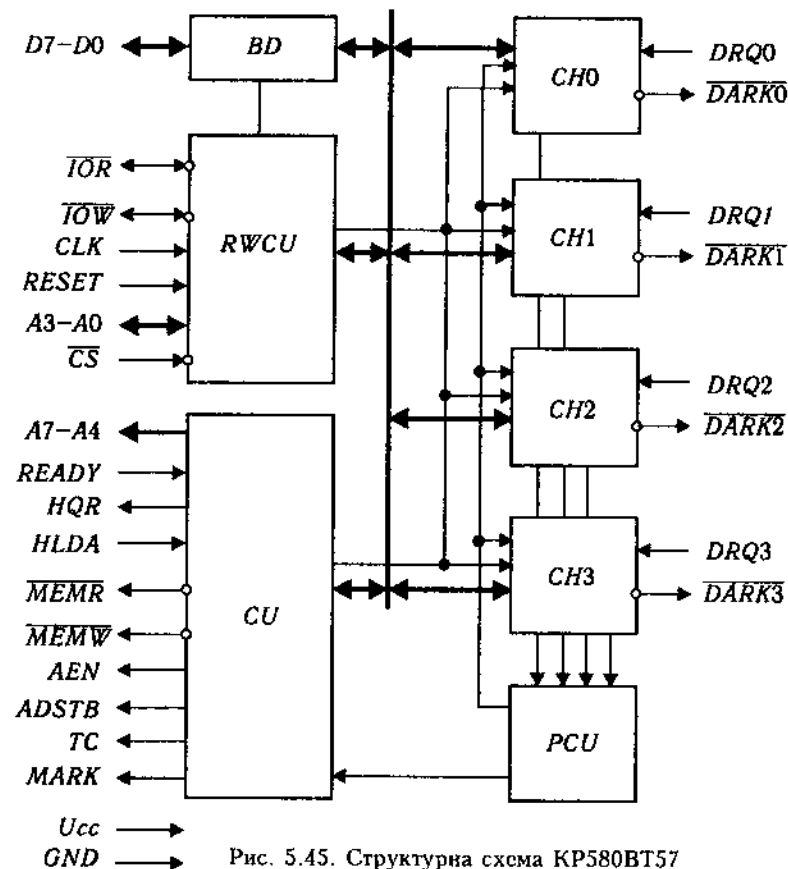 D7–D0
BD
CH0
DRQ0
DARK0
IOR
IOW
CLK
RESET
A3–A0
CS
RWCU
CH1
DRQ1
DARK1
CH2
DRQ2
DARK2
A7–A4
READY
HQR
HLDA
MEMR
MEMW
AEN
ADSTB
TC
MARK
CU
CH3
DRQ3
DARK3
PCU
Ucc
GND
Рис. 5.45. Структурна схема КР580ВТ57